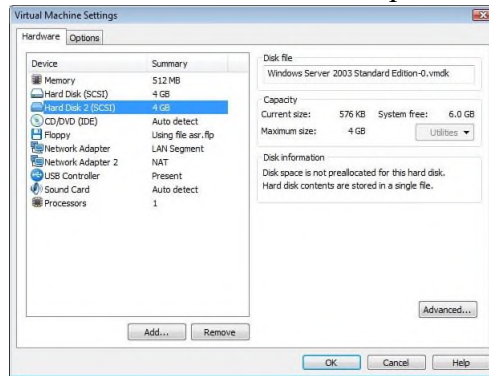 Virtual Machine Settings
Hardware Options
Device Summary
Memory 512 MB
Hard Disk (SCSI) 4 GB
Hard Disk 2 (SCSI) 4 GB
CD/DVD (IDE) Auto detect
Floppy Using file asr.flp
Network Adapter LAN Segment
Network Adapter 2 NAT
USB Controller Present
Sound Card Auto detect
Processors 1
Add... Remove
Disk file
Windows Server 2003 Standard Edition-0.vmdk
Capacity
Current size: 576 KB System free: 6.0 GB
Maximum size: 4 GB Utilities
Disk information
Disk space is not preallocated for this hard disk.
Hard disk contents are stored in a single file.
Advanced...
OK Cancel Help